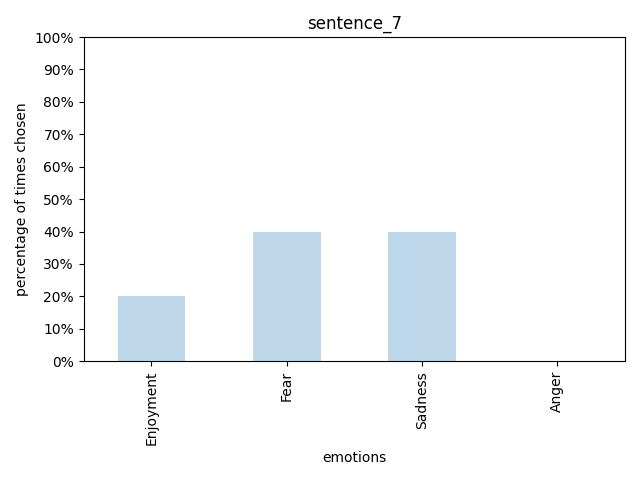 sentence_7
percentage of times chosen
100%
90%
80%
70%
60%
50%
40%
30%
20%
10%
0%
Enjoyment
Fear
Sadness
Anger
emotions